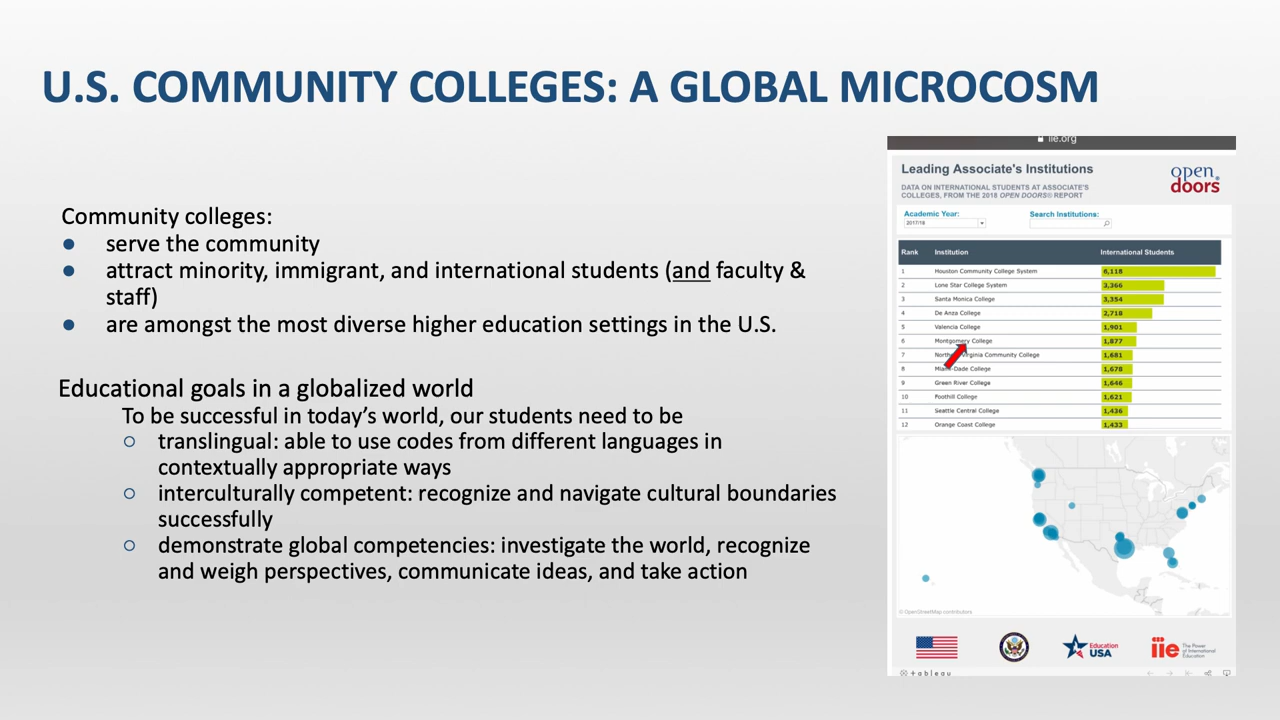 U.S. COMMUNITY COLLEGES: A GLOBAL MICROCOSM
Community colleges:
● serve the community
● attract minority, immigrant, and international students (and faculty &
staff)
● are amongst the most diverse higher education settings in the U.S.
Educational goals in a globalized world
To be successful in today's world, our students need to be
○ translingual: able to use codes from different languages in
contextually appropriate ways
○ interculturally competent: recognize and navigate cultural boundaries
successfully
○ demonstrate global competencies: investigate the world, recognize
and weigh perspectives, communicate ideas, and take action
iie.org
Leading Associate's Institutions
open doors®
DATA ON INTERNATIONAL STUDENTS AT ASSOCIATE'S
COLLEGES, FROM THE 2018 OPEN DOORS® REPORT
Academic Year: Search Institutions:
2017/18
Rank Institution International Students
1 Houston Community College System 6,118
2 Lone Star College System 3,366
3 Santa Monica College 3,354
4 De Anza College 2,718
5 Valencia College 1,901
6 Montgomery College 1,877
7 Northern Virginia Community College 1,681
8 Miami-Dade College 1,678
9 Green River College 1,646
10 Foothill College 1,621
11 Seattle Central College 1,436
12 Orange Coast College 1,433
© OpenStreetMap contributors
Education USA
iie The Power of International Education
+ a b l e a u